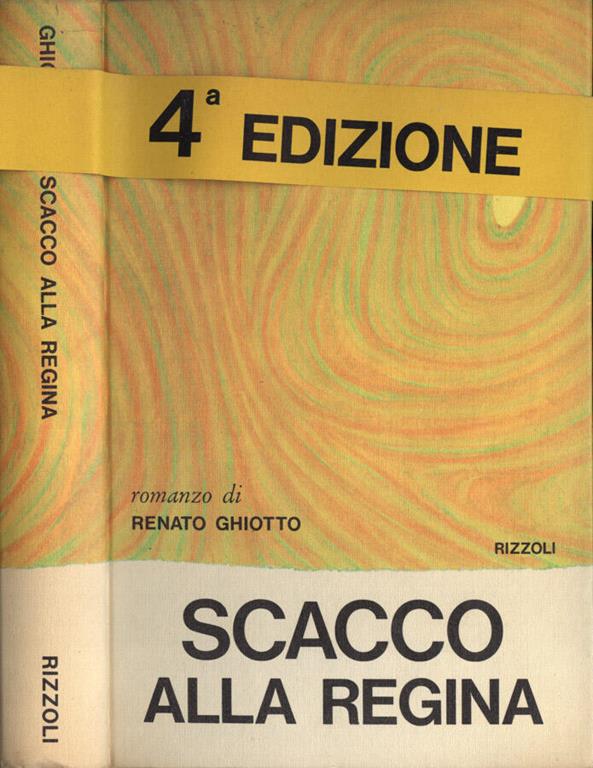 GHIO
SCACCO ALLA REGINA
RIZZOLI
4ª EDIZIONE
romanzo di
RENATO GHIOTTO
RIZZOLI
SCACCO
ALLA REGINA